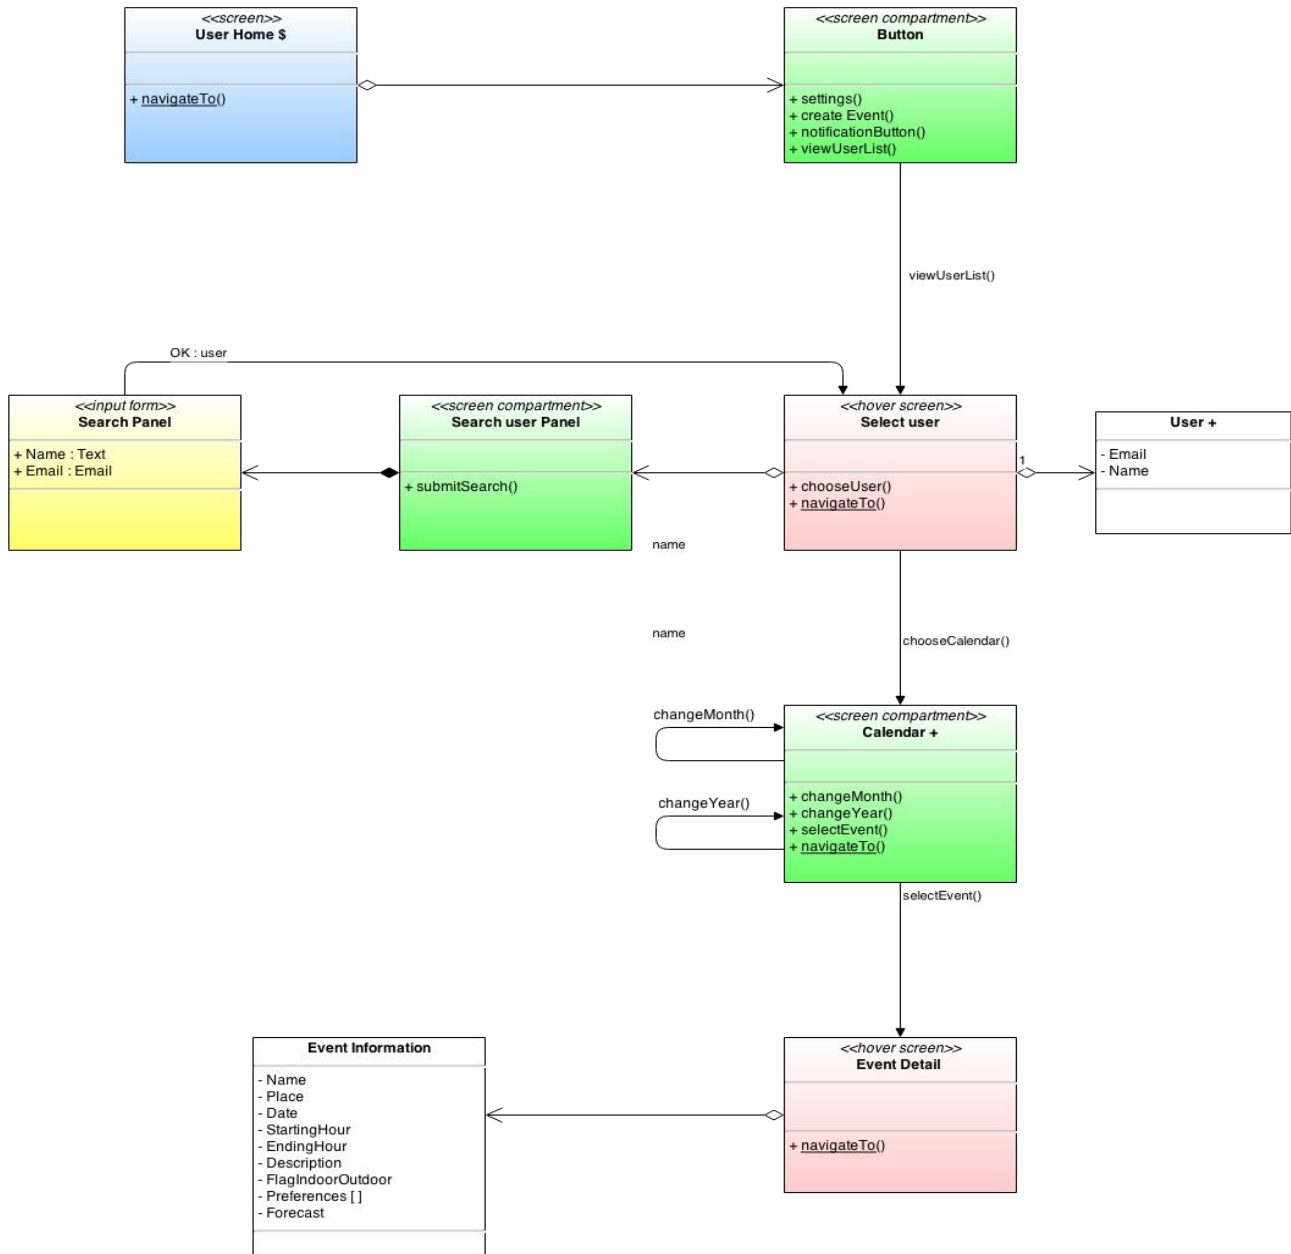 <<screen>>
User Home $
+ navigateTo()
<<screen compartment>>
Button
+ settings()
+ create Event()
+ notificationButton()
+ viewUserList()
viewUserList()
OK : user
<<input form>>
Search Panel
+ Name : Text
+ Email : Email
<<screen compartment>>
Search user Panel
+ submitSearch()
<<hover screen>>
Select user
+ chooseUser()
+ navigateTo()
1
User +
- Email
- Name
name
name
chooseCalendar()
changeMonth()
changeYear()
<<screen compartment>>
Calendar +
+ changeMonth()
+ changeYear()
+ selectEvent()
+ navigateTo()
selectEvent()
Event Information
- Name
- Place
- Date
- StartingHour
- EndingHour
- Description
- FlagIndoorOutdoor
- Preferences [ ]
- Forecast
<<hover screen>>
Event Detail
+ navigateTo()